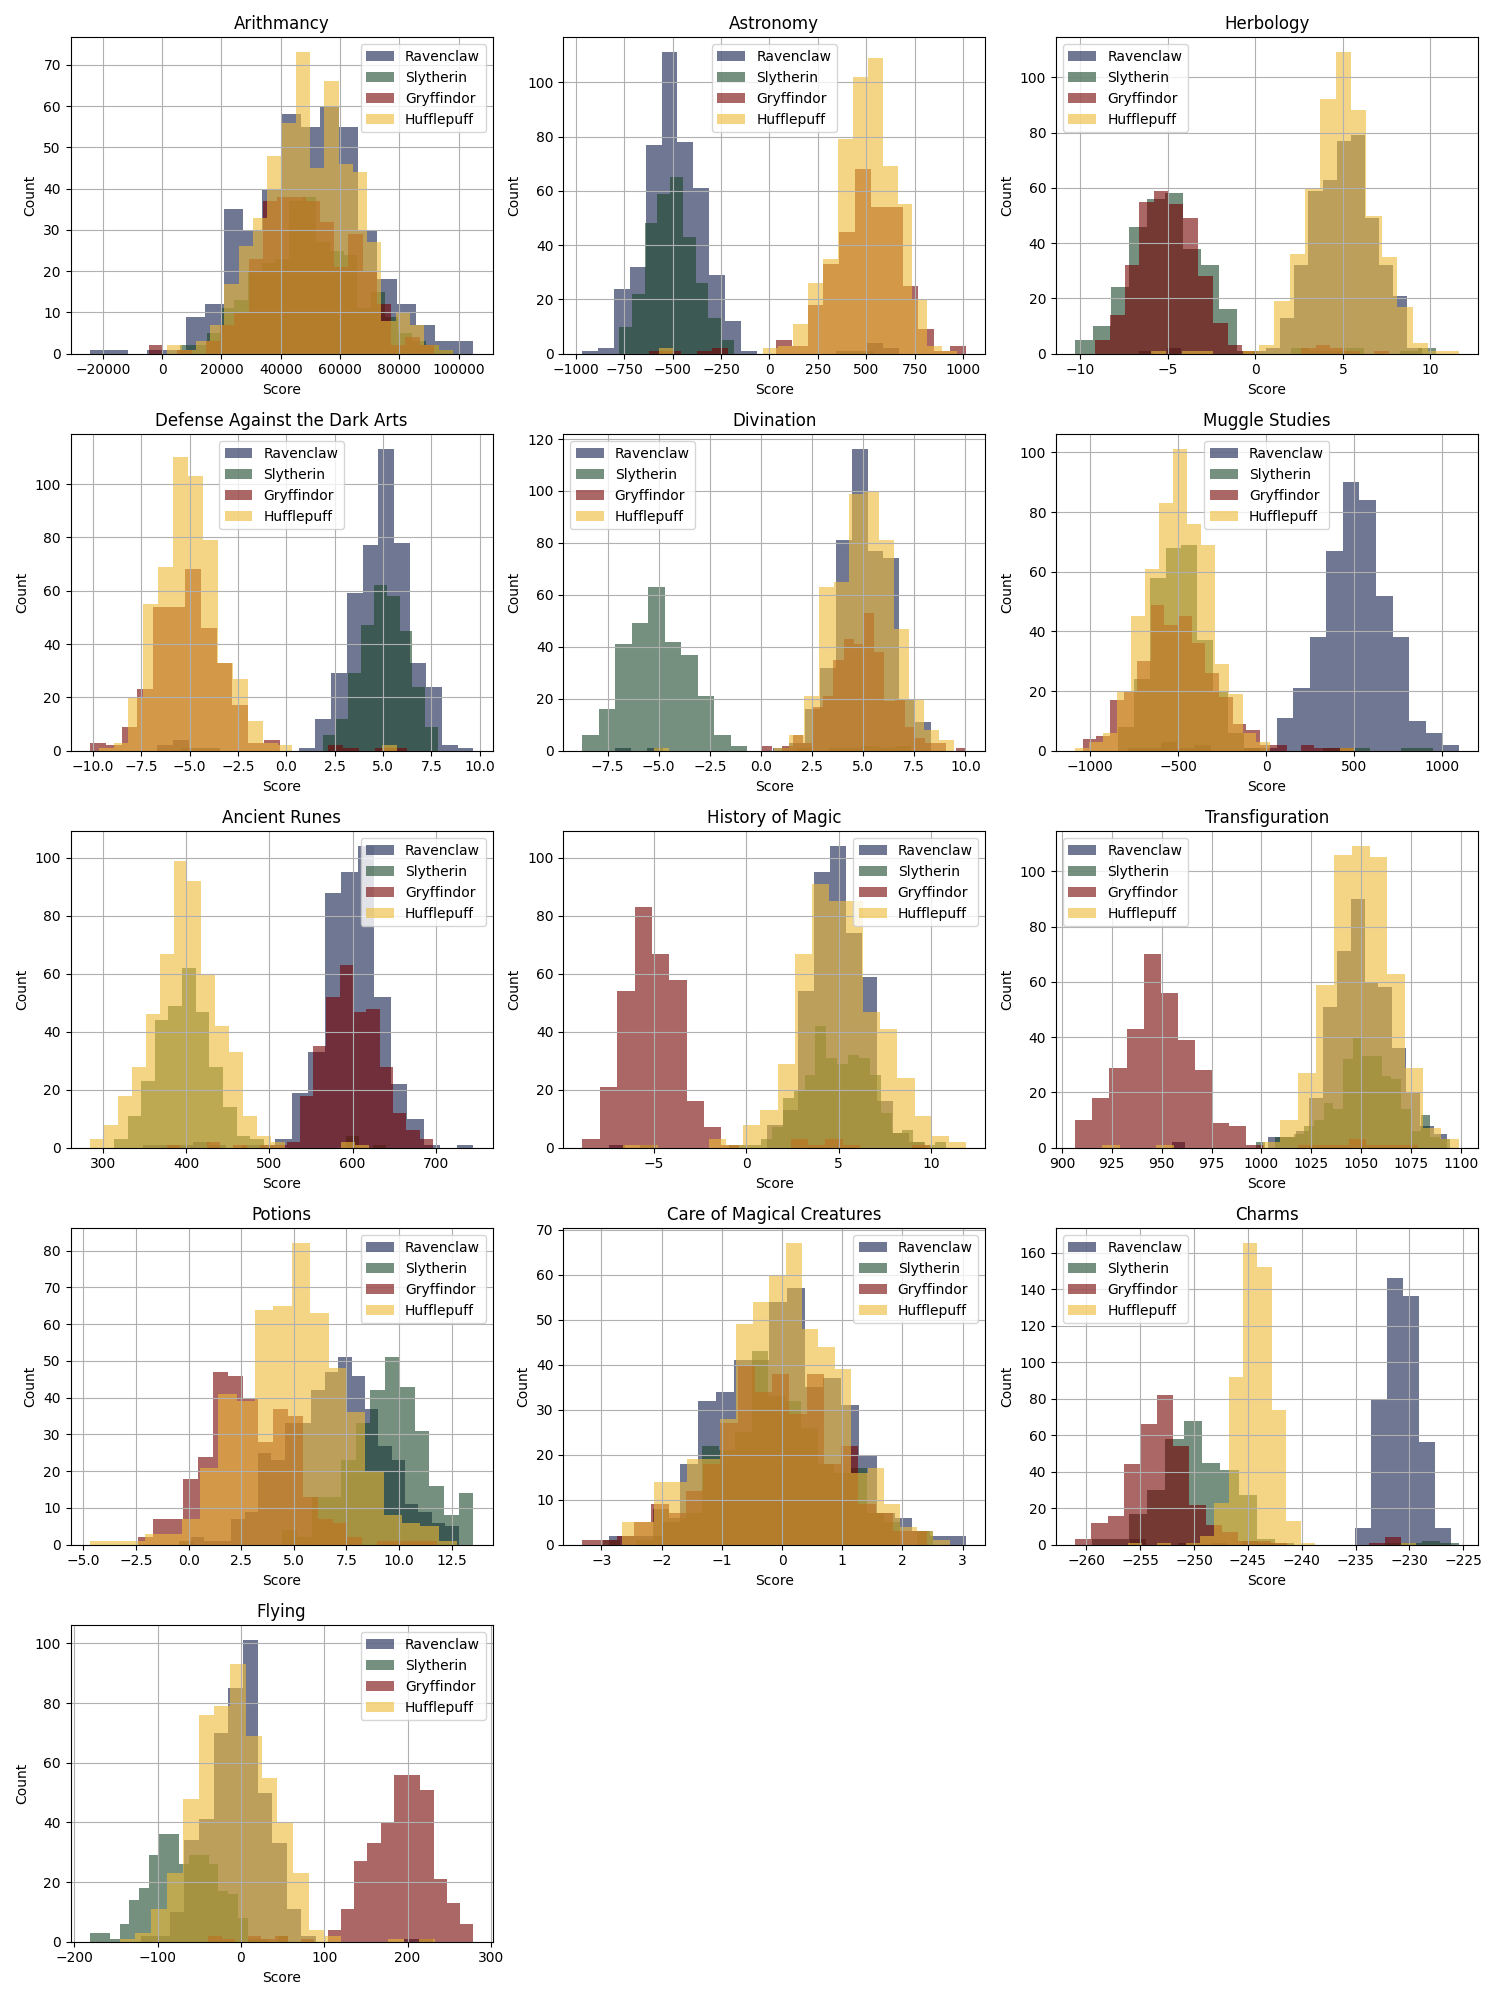 Arithmancy
Count
70
60
50
40
30
20
10
0
Ravenclaw
Slytherin
Gryffindor
Hufflepuff
−20000 0 20000 40000 60000 80000 100000
Score
Astronomy
Count
100
80
60
40
20
0
Ravenclaw
Slytherin
Gryffindor
Hufflepuff
−1000 −750 −500 −250 0 250 500 750 1000
Score
Herbology
Count
100
80
60
40
20
0
Ravenclaw
Slytherin
Gryffindor
Hufflepuff
−10 −5 0 5 10
Score
Defense Against the Dark Arts
Count
100
80
60
40
20
0
Ravenclaw
Slytherin
Gryffindor
Hufflepuff
−10.0 −7.5 −5.0 −2.5 0.0 2.5 5.0 7.5 10.0
Score
Divination
Count
120
100
80
60
40
20
0
Ravenclaw
Slytherin
Gryffindor
Hufflepuff
−7.5 −5.0 −2.5 0.0 2.5 5.0 7.5 10.0
Score
Muggle Studies
Count
100
80
60
40
20
0
Ravenclaw
Slytherin
Gryffindor
Hufflepuff
−1000 −500 0 500 1000
Score
Ancient Runes
Count
100
80
60
40
20
0
Ravenclaw
Slytherin
Gryffindor
Hufflepuff
300 400 500 600 700
Score
History of Magic
Count
100
80
60
40
20
0
Ravenclaw
Slytherin
Gryffindor
Hufflepuff
−5 0 5 10
Score
Transfiguration
Count
100
80
60
40
20
0
Ravenclaw
Slytherin
Gryffindor
Hufflepuff
900 925 950 975 1000 1025 1050 1075 1100
Score
Potions
Count
80
70
60
50
40
30
20
10
0
Ravenclaw
Slytherin
Gryffindor
Hufflepuff
−5.0 −2.5 0.0 2.5 5.0 7.5 10.0 12.5
Score
Care of Magical Creatures
Count
70
60
50
40
30
20
10
0
Ravenclaw
Slytherin
Gryffindor
Hufflepuff
−3 −2 −1 0 1 2 3
Score
Charms
Count
160
140
120
100
80
60
40
20
0
Ravenclaw
Slytherin
Gryffindor
Hufflepuff
−260 −255 −250 −245 −240 −235 −230 −225
Score
Flying
Count
100
80
60
40
20
0
Ravenclaw
Slytherin
Gryffindor
Hufflepuff
−200 −100 0 100 200 300
Score